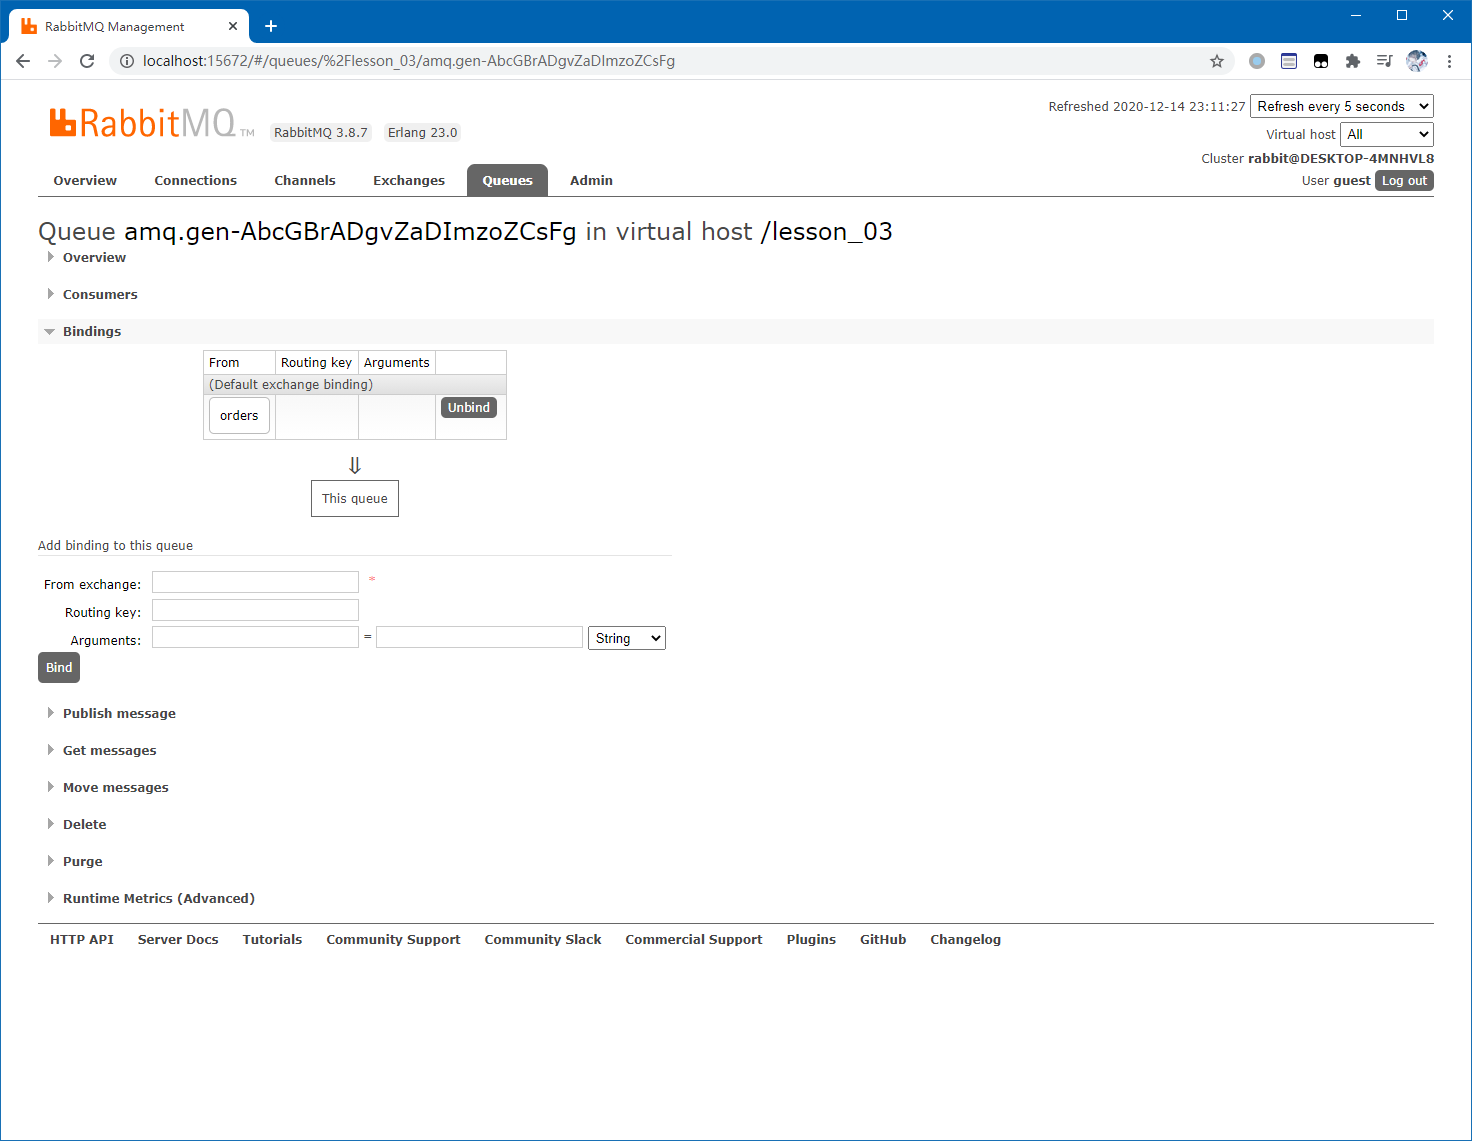 RabbitMQ Management
localhost:15672/#/queues/%2Flesson_03/amq.gen-AbcGBrADgvZaDImzoZCsFg
RabbitMQ TM
RabbitMQ 3.8.7
Erlang 23.0
Refreshed 2020-12-14 23:11:27
Refresh every 5 seconds
Virtual host
All
Cluster rabbit@DESKTOP-4MNHVL8
User guest
Log out
Overview
Connections
Channels
Exchanges
Queues
Admin
Queue amq.gen-AbcGBrADgvZaDImzoZCsFg in virtual host /lesson_03
Overview
Consumers
Bindings
From
Routing key
Arguments
(Default exchange binding)
orders
Unbind
⇓
This queue
Add binding to this queue
From exchange:
*
Routing key:
Arguments:
=
String
Bind
Publish message
Get messages
Move messages
Delete
Purge
Runtime Metrics (Advanced)
HTTP API
Server Docs
Tutorials
Community Support
Community Slack
Commercial Support
Plugins
GitHub
Changelog